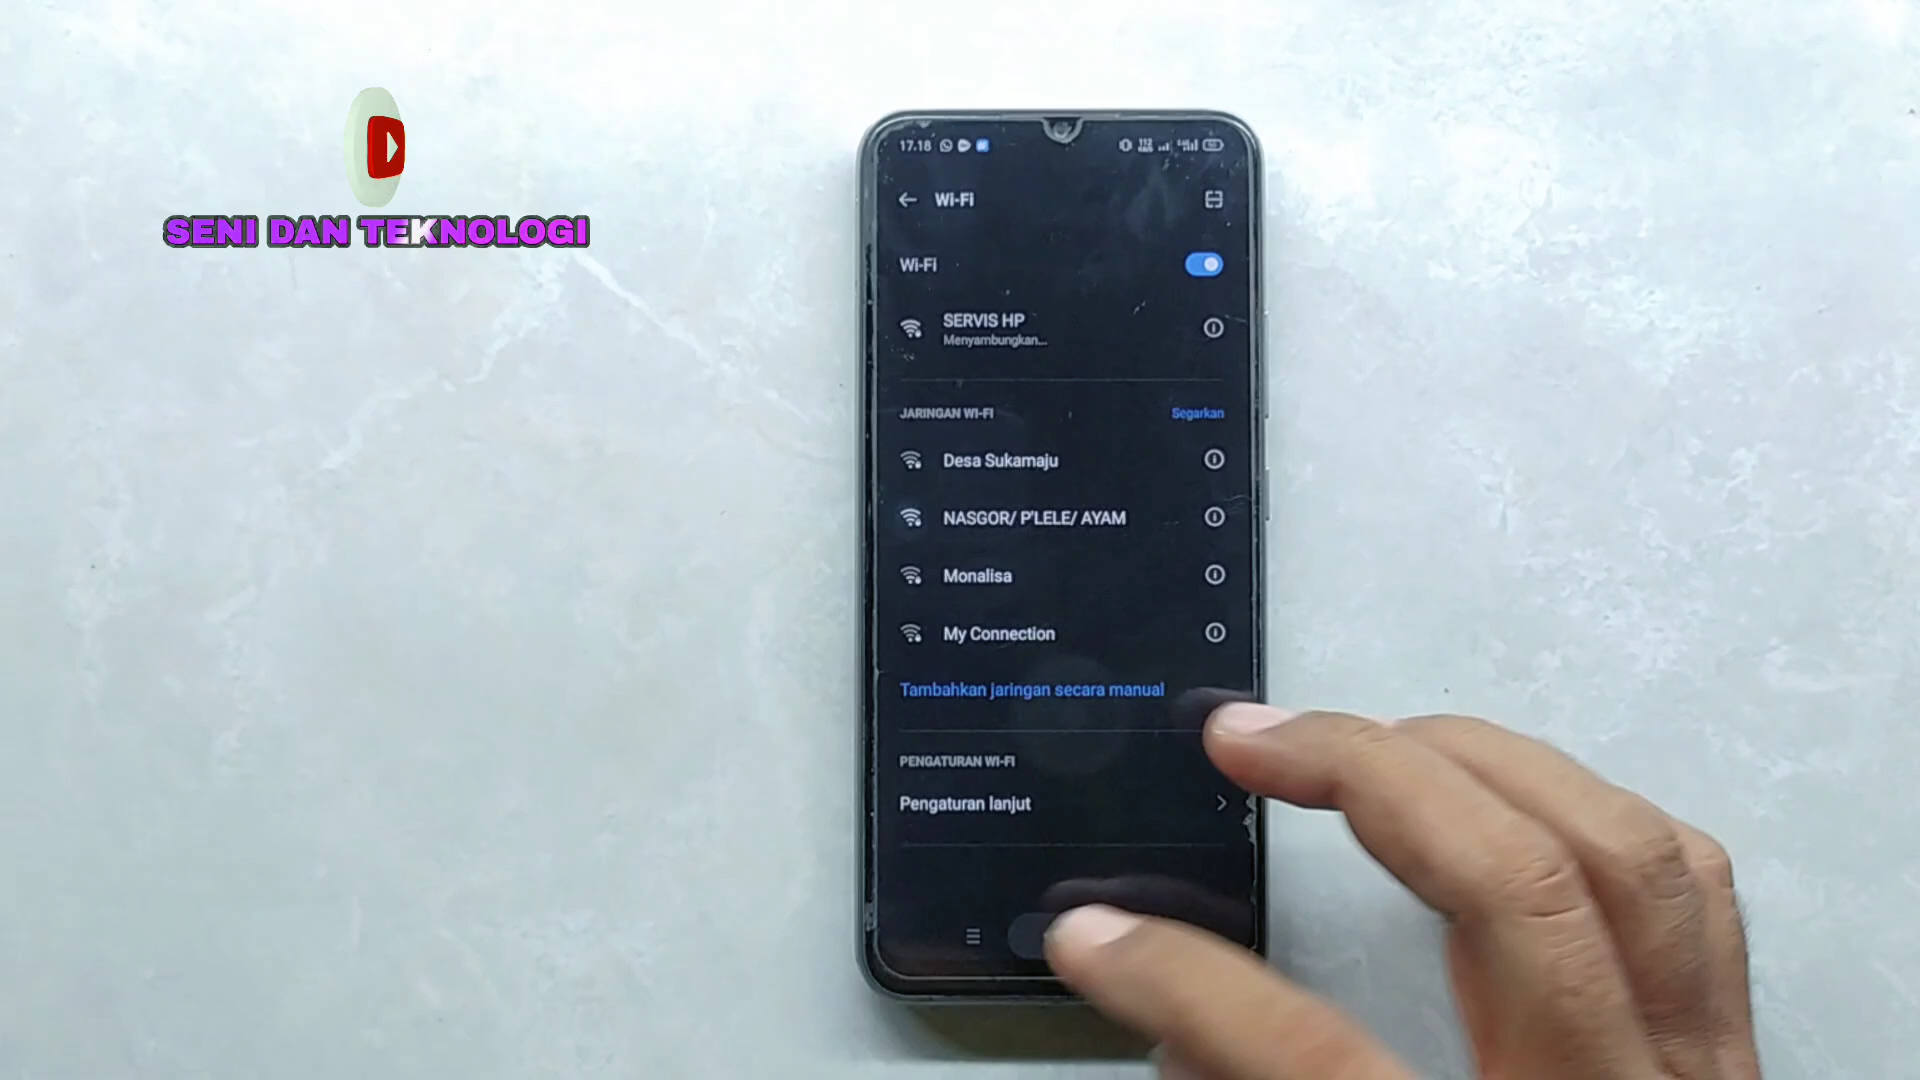 SENI DAN TEKNOLOGI
17.18
Wi-Fi
Wi-Fi
SERVIS HP
Menyambungkan...
JARINGAN WI-FI
Segarkan
Desa Sukamaju
NASGOR/ P'LELE/ AYAM
Monalisa
My Connection
Tambahkan jaringan secara manual
PENGATURAN WI-FI
Pengaturan lanjut